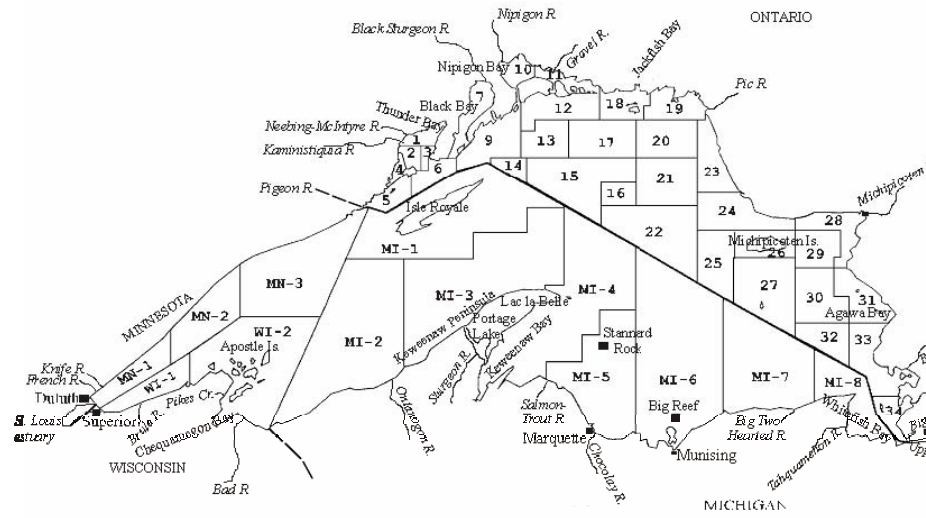 Nipigon R
ONTARIO
Black Sturgeon R
Gravel R.
Jackfish Bay
Nipigon Bay
10
11
Pic R
7
Black Bay
Thunder Bay
12
18
19
Neebing-McIntyre R
1
9
13
17
20
Kaministiquia R
2
3
6
4
14
15
21
23
Pigeon R
5
16
Michipicoten
Isle Royale
24
28
22
MI-1
Michipicoten Is.
25
26
29
MN-3
27
MINNESOTA
MI-3
Lac la Belle
MI-4
30
31
MN-2
Keweenaw Peninsula
Portage
Lake
Agawa Bay
WI-2
MI-2
Stannard
Rock
32
33
Apostle Is.
Keweenaw Bay
Knife R
French R
MN-1
WI-1
Sturgeon R.
MI-5
MI-6
MI-7
MI-8
Duluth
Pikes Cr.
Ontonagon R.
Salmon-
Trout R
Big Reef
Whitefish Bay
34
St. Louis
estuary
Superior
Brule R.
Chequamegon Bay
Marquette
Big Two
Hearted R.
Tahquamenon R.
WISCONSIN
Munising
Bad R
Chocolay R.
MICHIGAN